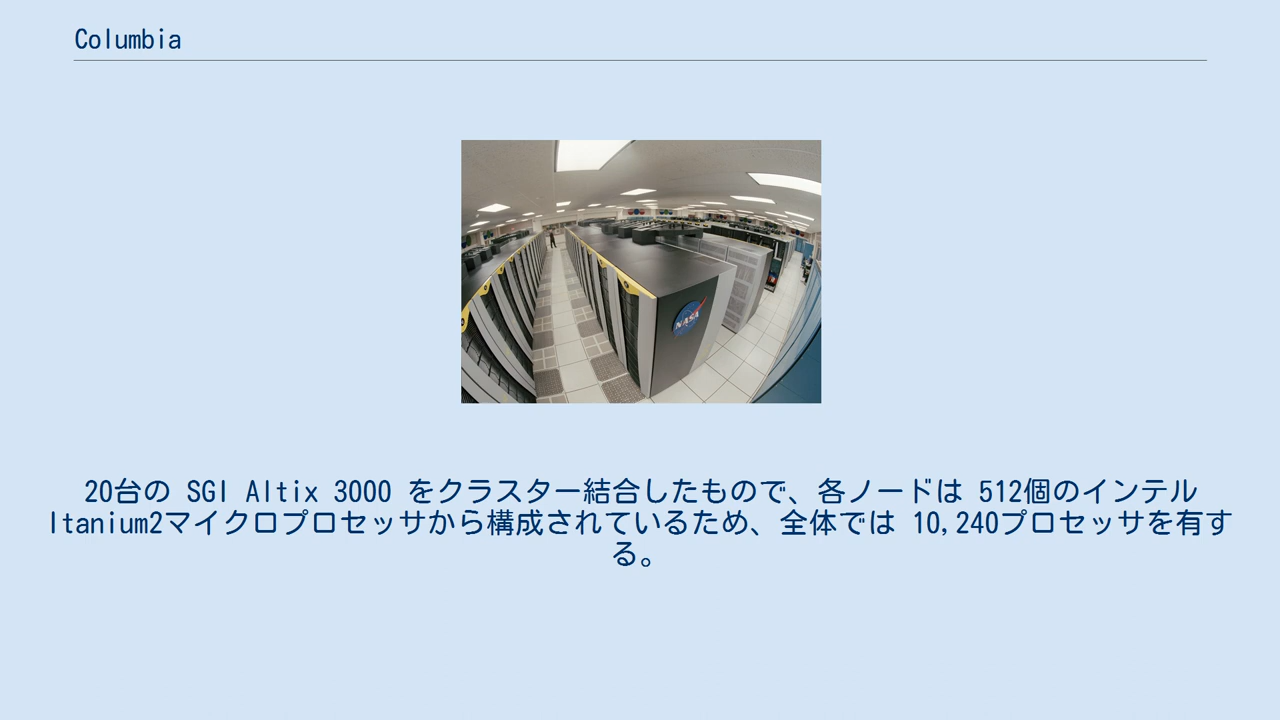 Columbia
NASA
20台の SGI Altix 3000 をクラスター結合したもので、各ノードは 512個のインテル
Itanium2マイクロプロセッサから構成されているため、全体では 10,240プロセッサを有す
る。